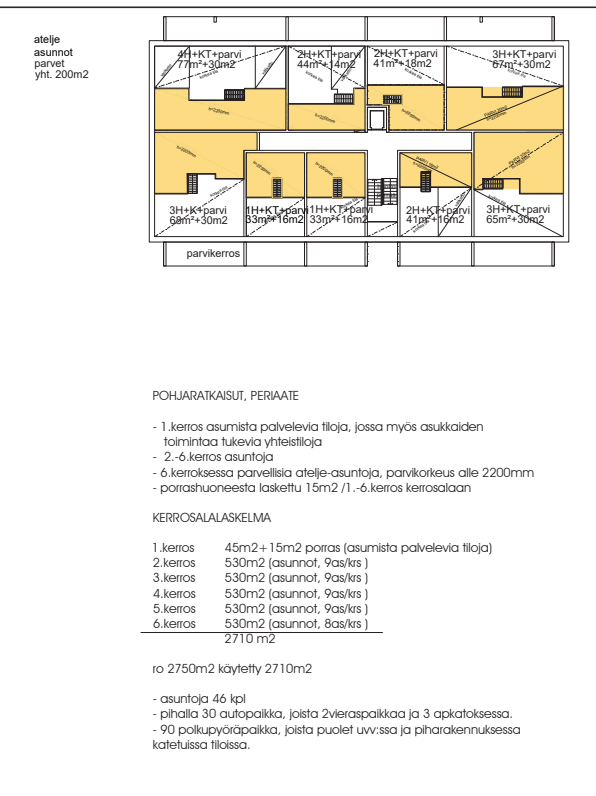 atelje
asunnot
parvet
yht. 200m2
4H+KT+parvi
77m²+30m2
2H+KT+parvi
44m²+14m2
2H+KT+parvi
41m²+18m2
3H+KT+parvi
67m²+30m2
3H+K+parvi
68m²+30m2
1H+KT+parvi
33m²+16m2
1H+KT+parvi
33m²+16m2
2H+KT+parvi
41m²+16m2
3H+KT+parvi
65m²+30m2
parvikerros
POHJARATKAISUT, PERIAATE
- 1.kerros asumista palvelevia tiloja, jossa myös asukkaiden
toimintaa tukevia yhteistiloja
- 2.-6.kerros asuntoja
- 6.kerroksessa parvellisia atelje-asuntoja, parvikorkeus alle 2200mm
- porrashuoneesta laskettu 15m2 /1.-6.kerros kerrosalaan
KERROSALALASKELMA
1.kerros 45m2+15m2 porras (asumista palvelevia tiloja)
2.kerros 530m2 (asunnot, 9as/krs )
3.kerros 530m2 (asunnot, 9as/krs )
4.kerros 530m2 (asunnot, 9as/krs )
5.kerros 530m2 (asunnot, 9as/krs )
6.kerros 530m2 (asunnot, 8as/krs )
2710 m2
ro 2750m2 käytetty 2710m2
- asuntoja 46 kpl
- pihalla 30 autopaikka, joista 2vieraspaikkaa ja 3 apkatoksessa.
- 90 polkupyöräpaikka, joista puolet uvv:ssa ja piharakennuksessa
katetuissa tiloissa.